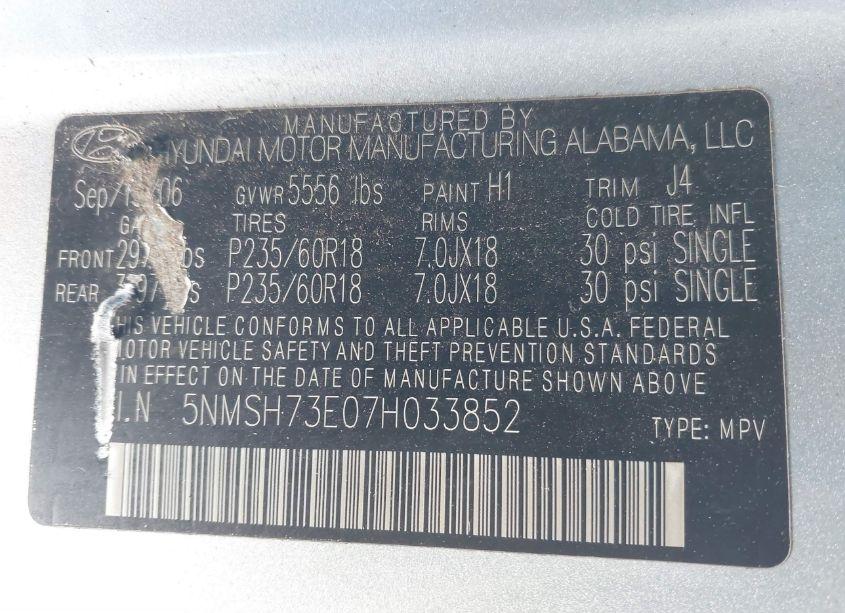 MANUFACTURED BY
HYUNDAI MOTOR MANUFACTURING ALABAMA, LLC
GVWR 5556 lbs PAINT H1 TRIM J4
TIRES RIMS COLD TIRE INFL
FRONT P235/60R18 7.0JX18 30 psi SINGLE
REAR P235/60R18 7.0JX18 30 psi SINGLE
THIS VEHICLE CONFORMS TO ALL APPLICABLE U.S.A. FEDERAL
MOTOR VEHICLE SAFETY AND THEFT PREVENTION STANDARDS
IN EFFECT ON THE DATE OF MANUFACTURE SHOWN ABOVE
5NMSH73E07H033852 TYPE: MPV